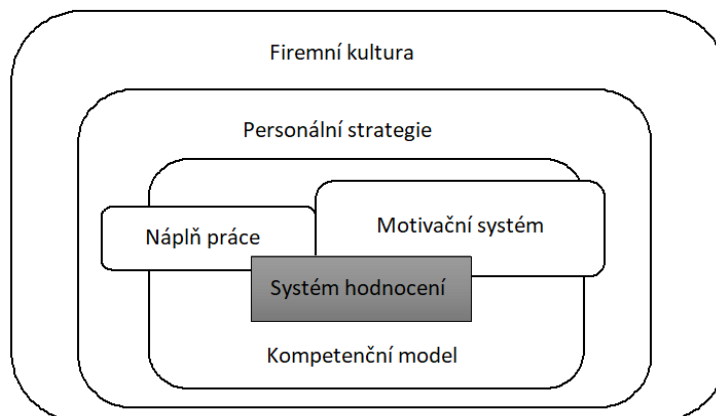 Firemní kultura
Personální strategie
Motivační systém
Náplň práce
Systém hodnocení
Kompetenční model